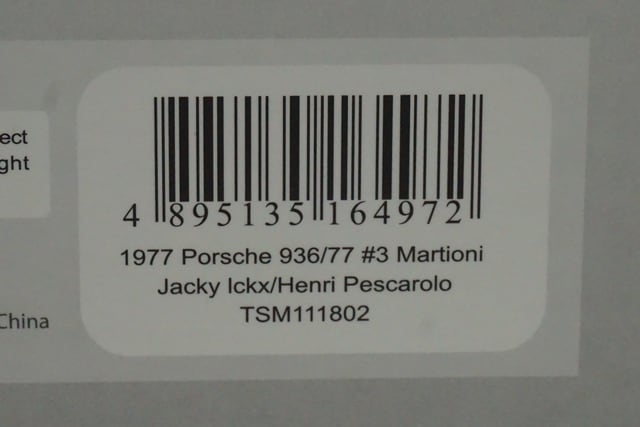 ect
ght
4 895135 164972
1977 Porsche 936/77 #3 Martioni
Jacky Ickx/Henri Pescarolo
TSM111802
China